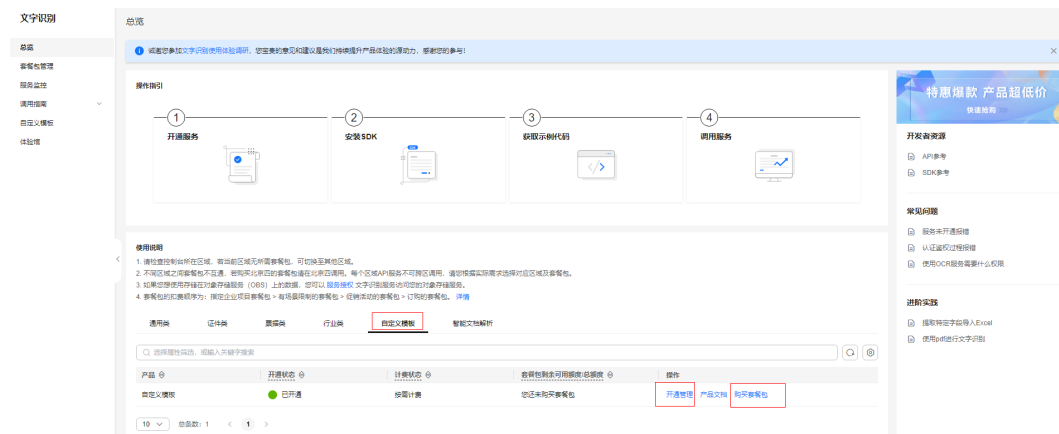 文字识别
总览
套餐包管理
服务监控
调用指南
自定义模板
体验馆
总览
诚邀您参加文字识别使用体验调研，您宝贵的意见和建议是我们持续提升产品体验的源动力，感谢您的参与！
操作指引
1
开通服务
2
安装SDK
3
获取示例代码
4
调用服务
使用说明
1. 请检查控制台所在区域，若当前区域无所需套餐包，可切换至其他区域。
2. 不同区域之间套餐包不互通，若购买北京四的套餐包请在北京四调用。每个区域API服务不可跨区调用，请您根据实际需求选择对应区域及套餐包。
3. 如果您想使用存储在对象存储服务（OBS）上的数据，您可以 服务授权 文字识别服务访问您的对象存储服务。
4. 套餐包的扣费顺序为：指定企业项目套餐包 > 有场景限制的套餐包 > 促销活动的套餐包 > 订购的套餐包。 详情
通用类 证件类 票据类 行业类 自定义模板 智能文档解析
选择属性筛选，或输入关键字搜索
产品 开通状态 计费状态 套餐包剩余可用额度/总额度 操作
自定义模板 已开通 按需计费 您还未购买套餐包 开通管理 产品文档 购买套餐包
10 总条数：1 < 1 >
特惠爆款 产品超低价
快速抢购
开发者资源
API参考
SDK参考
常见问题
服务未开通报错
认证鉴权过程报错
使用OCR服务需要什么权限
进阶实践
提取特定字段导入Excel
使用pdf进行文字识别